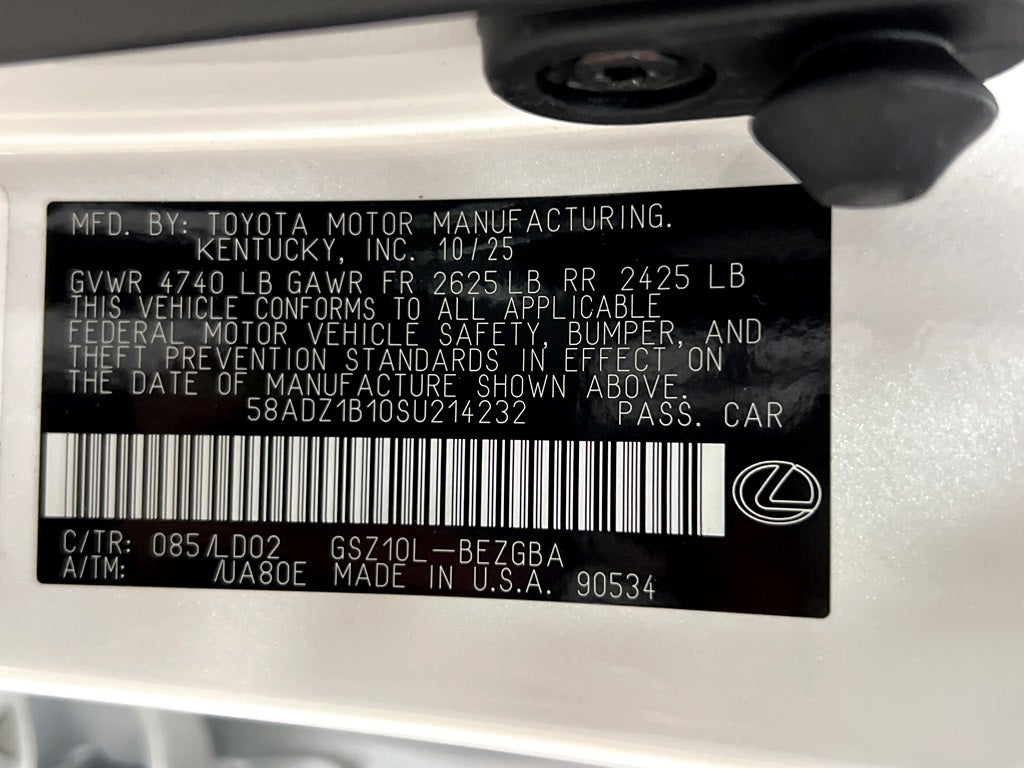 MFD. BY: TOYOTA MOTOR MANUFACTURING.
KENTUCKY, INC. 10/25
GVWR 4740 LB GAWR FR 2625 LB RR 2425 LB
THIS VEHICLE CONFORMS TO ALL APPLICABLE
FEDERAL MOTOR VEHICLE SAFETY, BUMPER, AND
THEFT PREVENTION STANDARDS IN EFFECT ON
THE DATE OF MANUFACTURE SHOWN ABOVE.
58ADZ1B10SU214232 PASS. CAR
C/TR: 085/LD02 GSZ10L-BEZGBA
A/TM: /UA80E MADE IN U.S.A. 90534